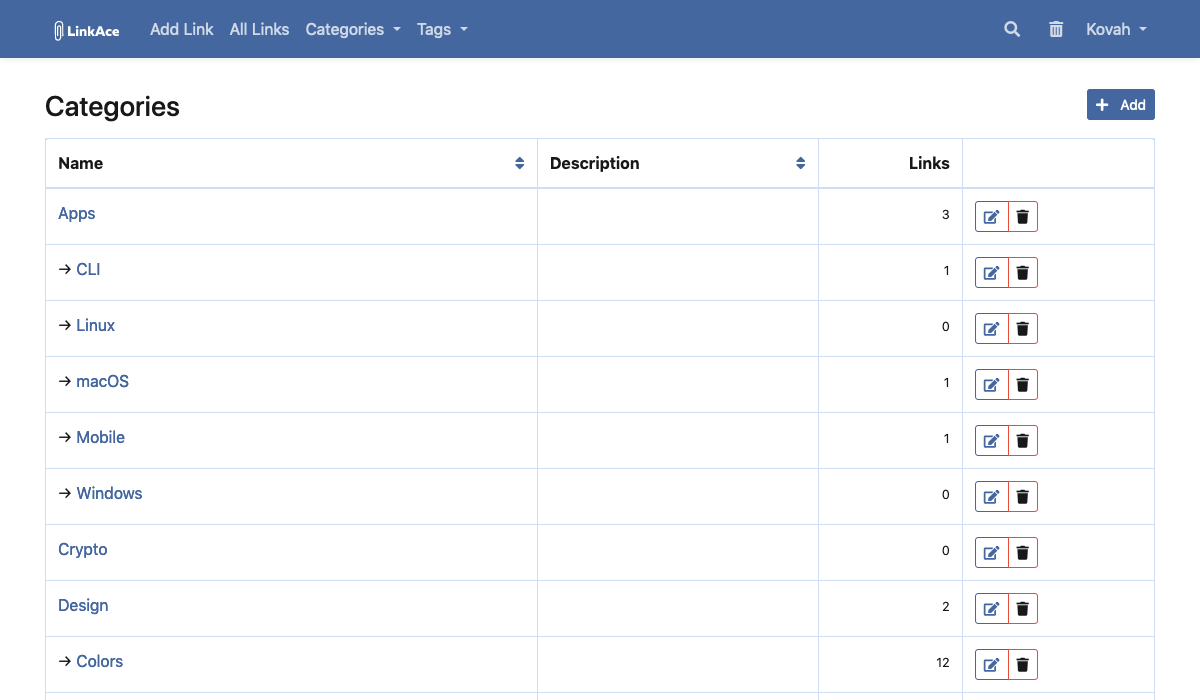 LinkAce Add Link All Links Categories Tags Kovah
Categories
Add
Name Description Links
Apps 3
→ CLI 1
→ Linux 0
→ macOS 1
→ Mobile 1
→ Windows 0
Crypto 0
Design 2
→ Colors 12